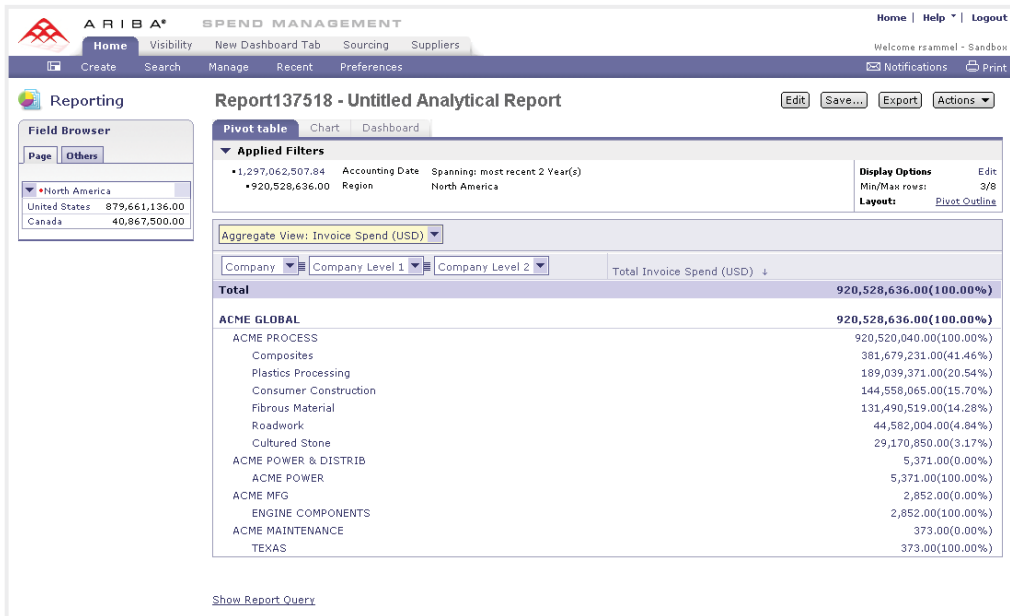 ARIBA® SPEND MANAGEMENT
Home | Help | Logout
Home Visibility New Dashboard Tab Sourcing Suppliers
Welcome rsammel - Sandbox
Create Search Manage Recent Preferences
Notifications Print
Reporting
Report137518 - Untitled Analytical Report
Edit Save... Export Actions
Field Browser
Page Others
•North America
United States 879,661,136.00
Canada 40,867,500.00
Pivot table Chart Dashboard
Applied Filters
•1,297,062,507.84 Accounting Date Spanning: most recent 2 Year(s)
•920,528,636.00 Region North America
Display Options Edit
Min/Max rows: 3/8
Layout: Pivot Outline
Aggregate View: Invoice Spend (USD)
Company Company Level 1 Company Level 2 Total Invoice Spend (USD) ↓
Total 920,528,636.00(100.00%)
ACME GLOBAL 920,528,636.00(100.00%)
ACME PROCESS 920,520,040.00(100.00%)
Composites 381,679,231.00(41.46%)
Plastics Processing 189,039,371.00(20.54%)
Consumer Construction 144,558,065.00(15.70%)
Fibrous Material 131,490,519.00(14.28%)
Roadwork 44,582,004.00(4.84%)
Cultured Stone 29,170,850.00(3.17%)
ACME POWER & DISTRIB 5,371.00(0.00%)
ACME POWER 5,371.00(100.00%)
ACME MFG 2,852.00(0.00%)
ENGINE COMPONENTS 2,852.00(100.00%)
ACME MAINTENANCE 373.00(0.00%)
TEXAS 373.00(100.00%)
Show Report Query